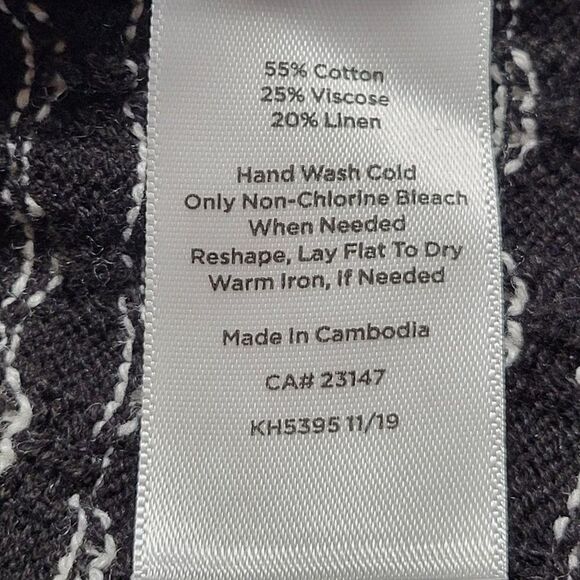 55% Cotton
25% Viscose
20% Linen
Hand Wash Cold
Only Non-Chlorine Bleach
When Needed
Reshape, Lay Flat To Dry
Warm Iron, If Needed
Made In Cambodia
CA# 23147
KH5395 11/19